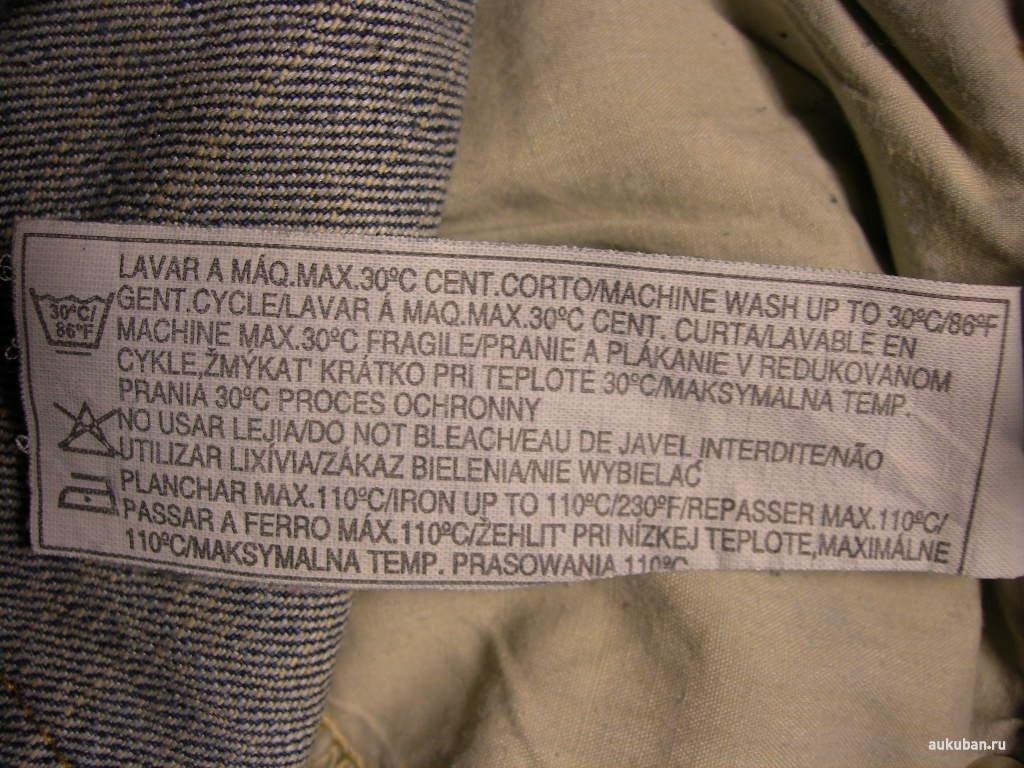 LAVAR A MÁQ.MAX.30ºC CENT.CORTO/MACHINE WASH UP TO 30ºC/86ºF
GENT.CYCLE/LAVAR Á MAQ.MAX.30ºC CENT. CURTA/LAVABLE EN
MACHINE MAX.30ºC FRAGILE/PRANIE A PLÁKANIE V REDUKOVANOM
CYKLE,ŽMÝKAŤ KRÁTKO PRI TEPLOTE 30ºC/MAKSYMALNA TEMP.
PRANIA 30ºC PROCES OCHRONNY
30ºC/
86ºF
NO USAR LEJIA/DO NOT BLEACH/EAU DE JAVEL INTERDITE/NÃO
UTILIZAR LIXÍVIA/ZÁKAZ BIELENIA/NIE WYBIELAĆ
PLANCHAR MAX.110ºC/IRON UP TO 110ºC/230ºF/REPASSER MAX.110ºC/
PASSAR A FERRO MÁX.110ºC/ŽEHLIŤ PRI NÍZKEJ TEPLOTE,MAXIMÁLNE
110ºC/MAKSYMALNA TEMP. PRASOWANIA 110ºC
aukuban.ru